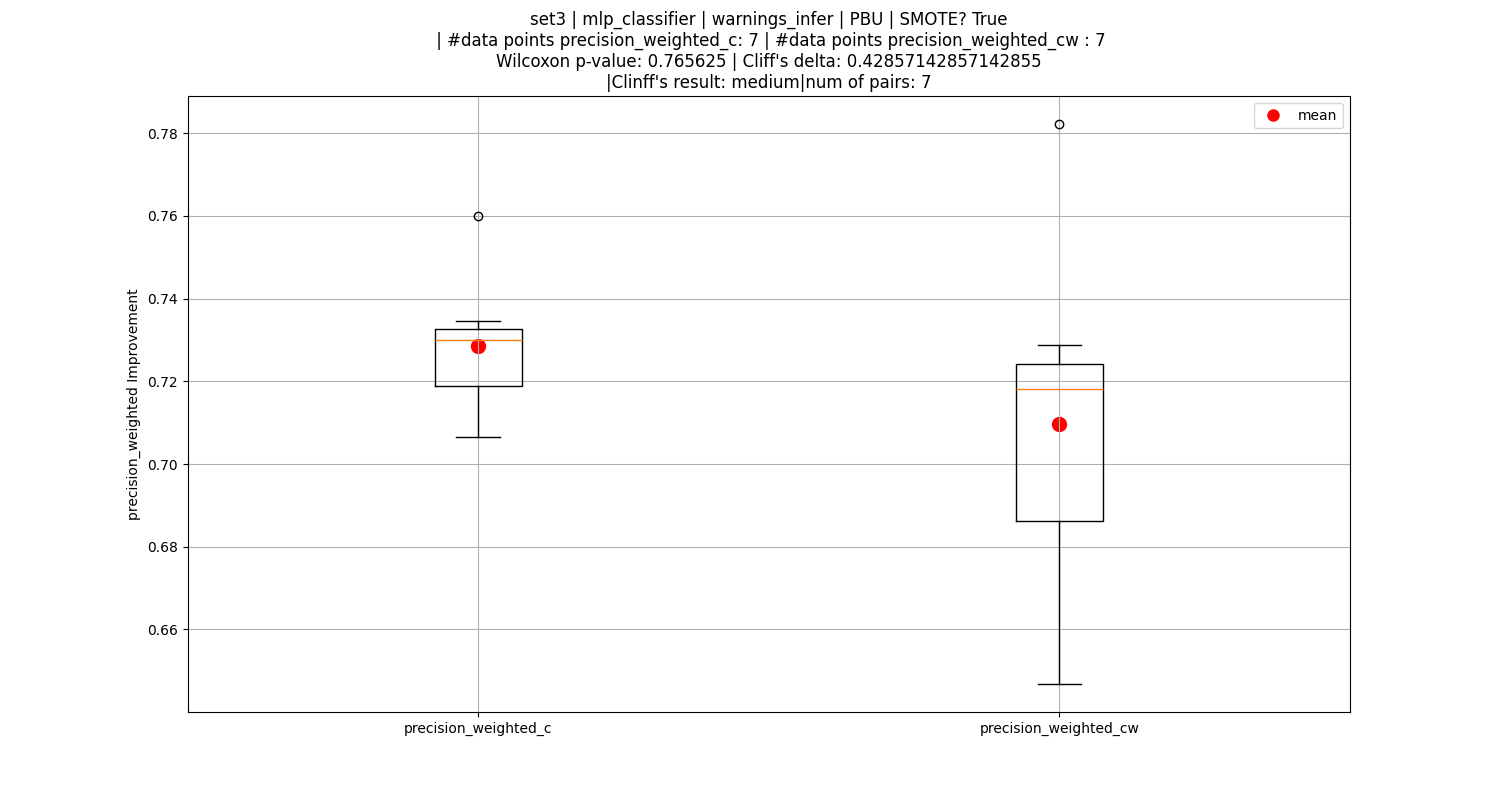 set3 | mlp_classifier | warnings_infer | PBU | SMOTE? True
| #data points precision_weighted_c: 7 | #data points precision_weighted_cw : 7
Wilcoxon p-value: 0.765625 | Cliff's delta: 0.42857142857142855
|Clinff's result: medium|num of pairs: 7
mean
0.78
0.76
0.74
0.72
0.70
0.68
0.66
precision_weighted Improvement
precision_weighted_c
precision_weighted_cw